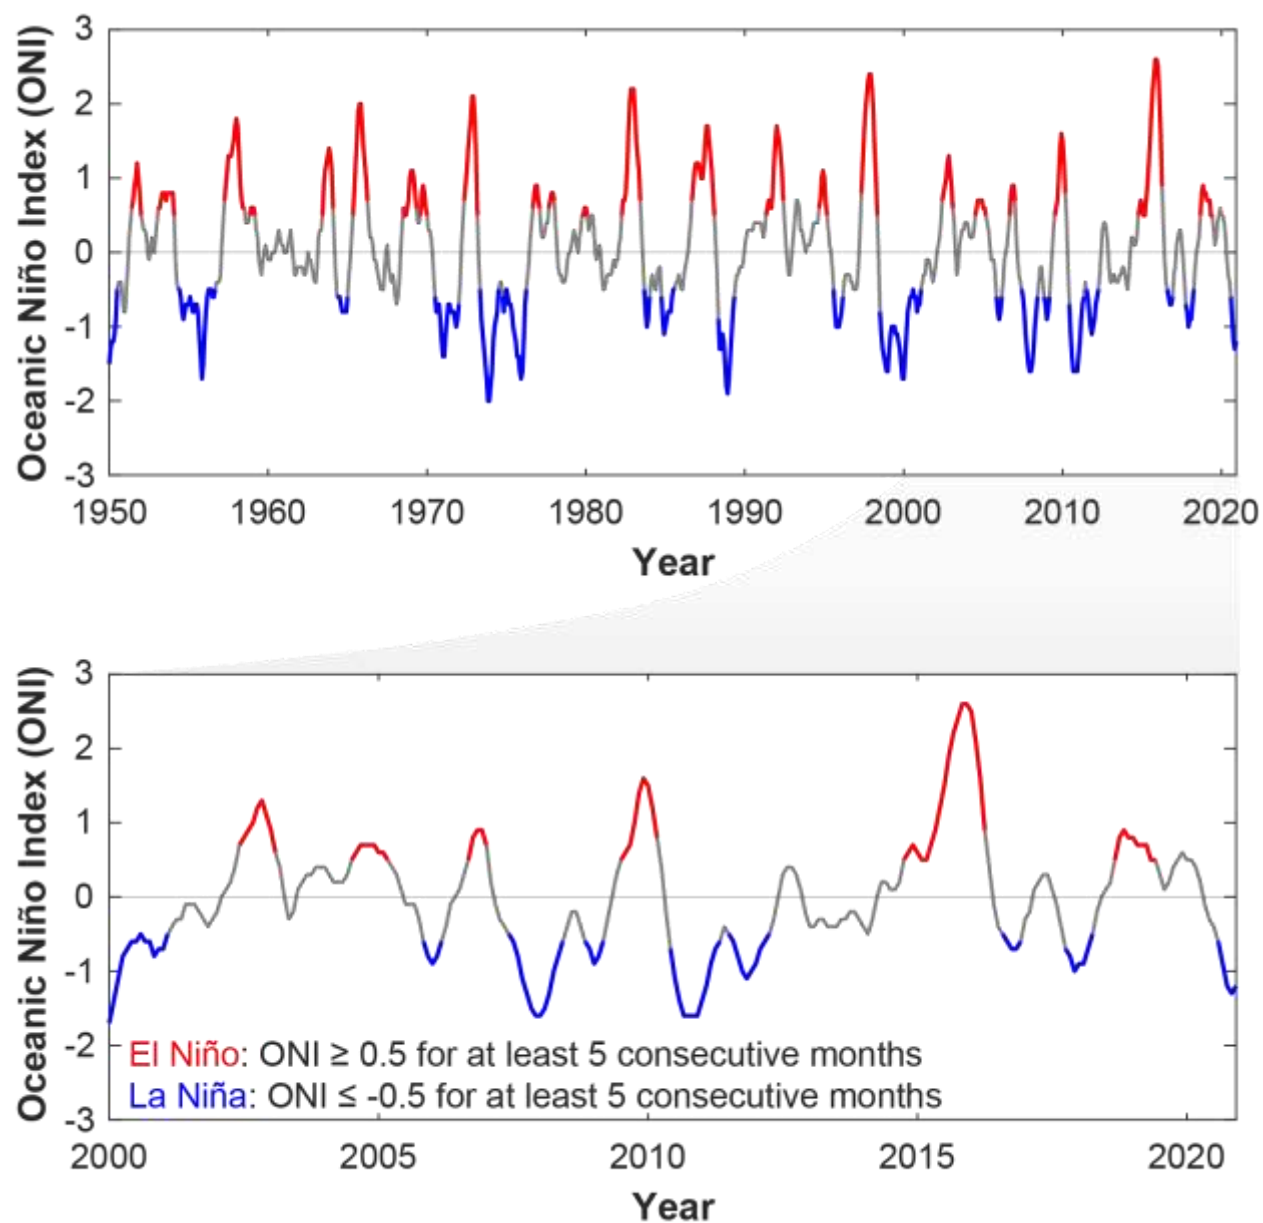 Oceanic Niño Index (ONI)
3
2
1
0
-1
-2
-3
1950 1960 1970 1980 1990 2000 2010 2020
Year
Oceanic Niño Index (ONI)
3
2
1
0
-1
-2
-3
El Niño: ONI ≥ 0.5 for at least 5 consecutive months
La Niña: ONI ≤ -0.5 for at least 5 consecutive months
2000 2005 2010 2015 2020
Year